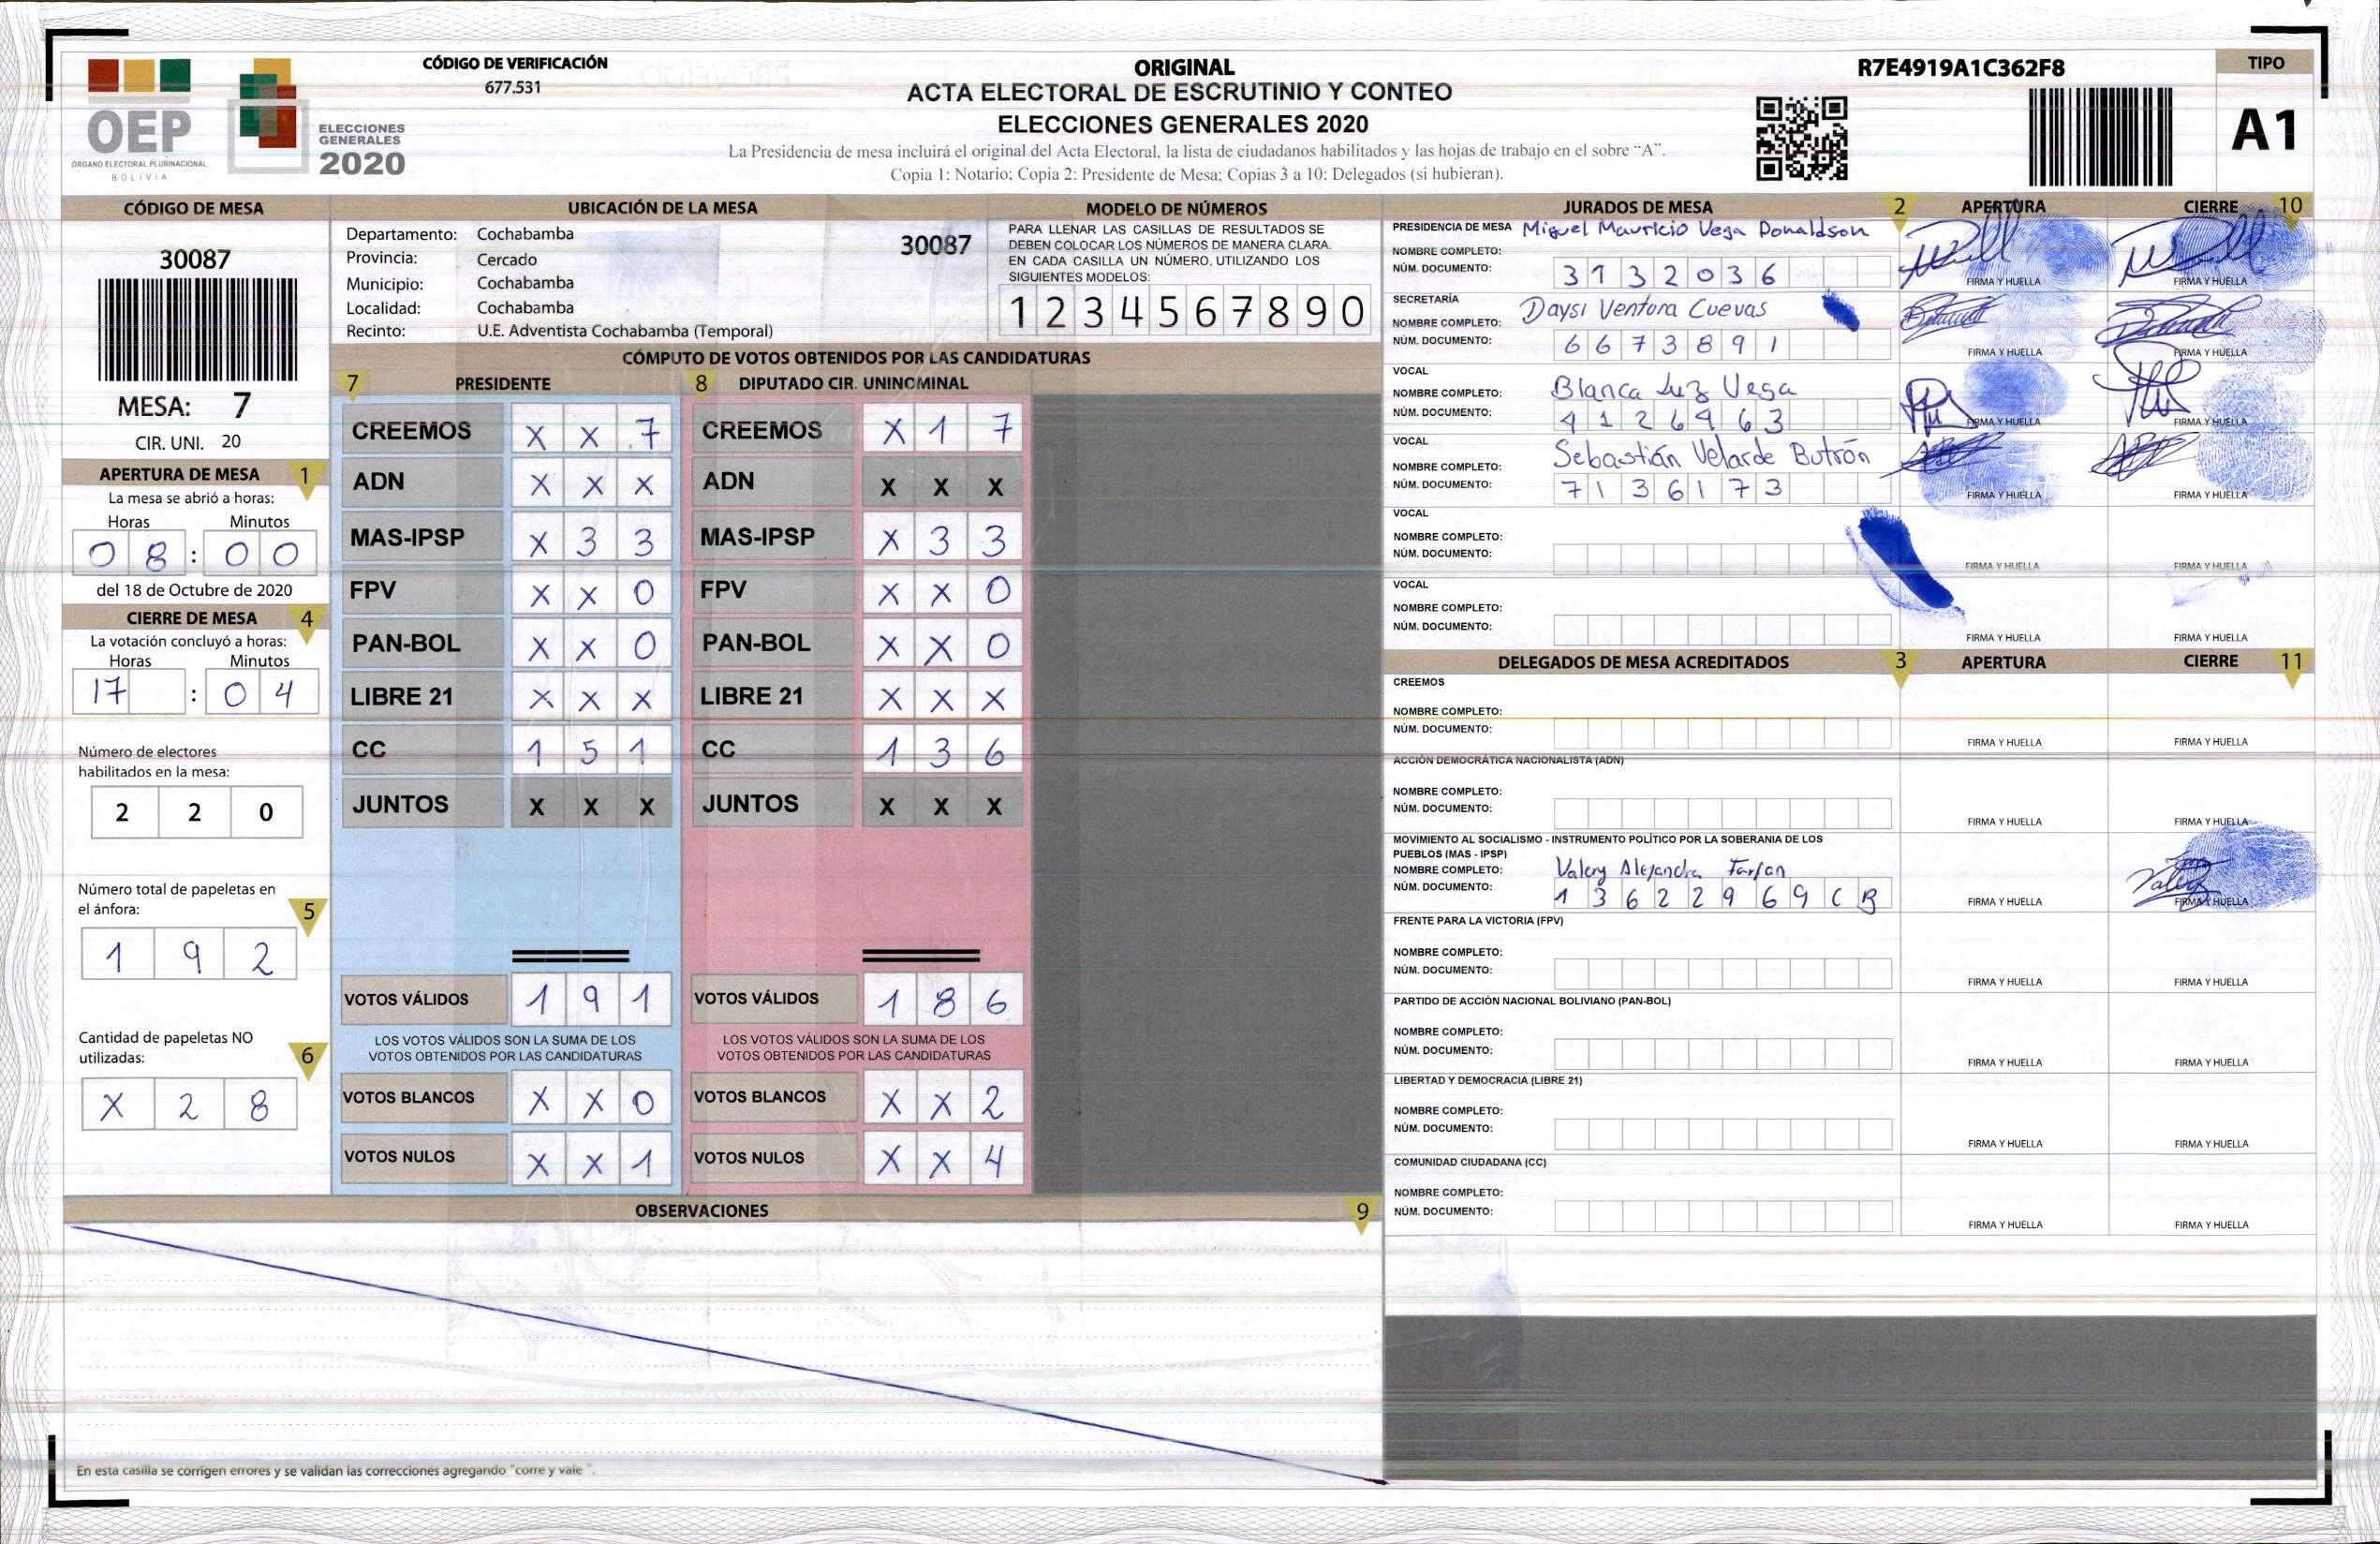 CÓDIGO DE VERIFICACIÓN
677.531
OEP
ORGANO ELECTORAL PLURINACIONAL
BOLIVIA
ELECCIONES
GENERALES
2020
ORIGINAL
ACTA ELECTORAL DE ESCRUTINIO Y CONTEO
ELECCIONES GENERALES 2020
La Presidencia de mesa incluirá el original del Acta Electoral, la lista de ciudadanos habilitados y las hojas de trabajo en el sobre "A".
Copia 1: Notario; Copia 2: Presidente de Mesa; Copias 3 a 10: Delegados (si hubieran).
R7E4919A1C362F8
TIPO
A1
CÓDIGO DE MESA
30087
MESA: 7
CIR. UNI. 20
APERTURA DE MESA 1
La mesa se abrió a horas:
Horas Minutos
0 8 : 0 0
del 18 de Octubre de 2020
CIERRE DE MESA 4
La votación concluyó a horas:
Horas Minutos
17 : 0 4
Número de electores
habilitados en la mesa:
2 2 0
Número total de papeletas en
el ánfora: 5
1 9 2
Cantidad de papeletas NO
utilizadas: 6
X 2 8
UBICACIÓN DE LA MESA
Departamento: Cochabamba
Provincia: Cercado
Municipio: Cochabamba
Localidad: Cochabamba
Recinto: U.E. Adventista Cochabamba (Temporal)
30087
MODELO DE NÚMEROS
PARA LLENAR LAS CASILLAS DE RESULTADOS SE
DEBEN COLOCAR LOS NÚMEROS DE MANERA CLARA.
EN CADA CASILLA UN NÚMERO, UTILIZANDO LOS
SIGUIENTES MODELOS:
1 2 3 4 5 6 7 8 9 0
CÓMPUTO DE VOTOS OBTENIDOS POR LAS CANDIDATURAS
7 PRESIDENTE 8 DIPUTADO CIR. UNINOMINAL
CREEMOS X X 7 CREEMOS X 1 7
ADN X X X ADN X X X
MAS-IPSP X 3 3 MAS-IPSP X 3 3
FPV X X 0 FPV X X 0
PAN-BOL X X 0 PAN-BOL X X 0
LIBRE 21 X X X LIBRE 21 X X X
CC 1 5 1 CC 1 3 6
JUNTOS X X X JUNTOS X X X
VOTOS VÁLIDOS 1 9 1 VOTOS VÁLIDOS 1 8 6
LOS VOTOS VÁLIDOS SON LA SUMA DE LOS LOS VOTOS VÁLIDOS SON LA SUMA DE LOS
VOTOS OBTENIDOS POR LAS CANDIDATURAS VOTOS OBTENIDOS POR LAS CANDIDATURAS
VOTOS BLANCOS X X 0 VOTOS BLANCOS X X 2
VOTOS NULOS X X 1 VOTOS NULOS X X 4
OBSERVACIONES 9
En esta casilla se corrigen errores y se validan las correcciones agregando "corre y vale".
JURADOS DE MESA 2 APERTURA CIERRE 10
PRESIDENCIA DE MESA Miguel Mauricio Vega Donaldson
NOMBRE COMPLETO:
NÚM. DOCUMENTO: 3 1 3 2 0 3 6 FIRMA Y HUELLA FIRMA Y HUELLA
SECRETARÍA
NOMBRE COMPLETO: Daysi Ventura Cuevas
NÚM. DOCUMENTO: 6 6 7 3 8 9 1 FIRMA Y HUELLA FIRMA Y HUELLA
VOCAL
NOMBRE COMPLETO: Blanca Luz Vega
NÚM. DOCUMENTO: FIRMA Y HUELLA FIRMA Y HUELLA
VOCAL
NOMBRE COMPLETO: Sebastián Velarde Butrón
NÚM. DOCUMENTO: 7 1 3 6 1 7 3 FIRMA Y HUELLA FIRMA Y HUELLA
VOCAL
NOMBRE COMPLETO:
NÚM. DOCUMENTO: FIRMA Y HUELLA FIRMA Y HUELLA
VOCAL
NOMBRE COMPLETO:
NÚM. DOCUMENTO: FIRMA Y HUELLA FIRMA Y HUELLA
DELEGADOS DE MESA ACREDITADOS 3 APERTURA CIERRE 11
CREEMOS
NOMBRE COMPLETO:
NÚM. DOCUMENTO: FIRMA Y HUELLA FIRMA Y HUELLA
ACCIÓN DEMOCRÁTICA NACIONALISTA (ADN)
NOMBRE COMPLETO:
NÚM. DOCUMENTO: FIRMA Y HUELLA FIRMA Y HUELLA
MOVIMIENTO AL SOCIALISMO - INSTRUMENTO POLÍTICO POR LA SOBERANIA DE LOS
PUEBLOS (MAS - IPSP)
NOMBRE COMPLETO: Valery Alejandra Farfan
NÚM. DOCUMENTO: 1 3 6 2 2 9 6 9 C B FIRMA Y HUELLA FIRMA Y HUELLA
FRENTE PARA LA VICTORIA (FPV)
NOMBRE COMPLETO:
NÚM. DOCUMENTO: FIRMA Y HUELLA FIRMA Y HUELLA
PARTIDO DE ACCIÓN NACIONAL BOLIVIANO (PAN-BOL)
NOMBRE COMPLETO:
NÚM. DOCUMENTO: FIRMA Y HUELLA FIRMA Y HUELLA
LIBERTAD Y DEMOCRACIA (LIBRE 21)
NOMBRE COMPLETO:
NÚM. DOCUMENTO: FIRMA Y HUELLA FIRMA Y HUELLA
COMUNIDAD CIUDADANA (CC)
NOMBRE COMPLETO:
NÚM. DOCUMENTO: FIRMA Y HUELLA FIRMA Y HUELLA